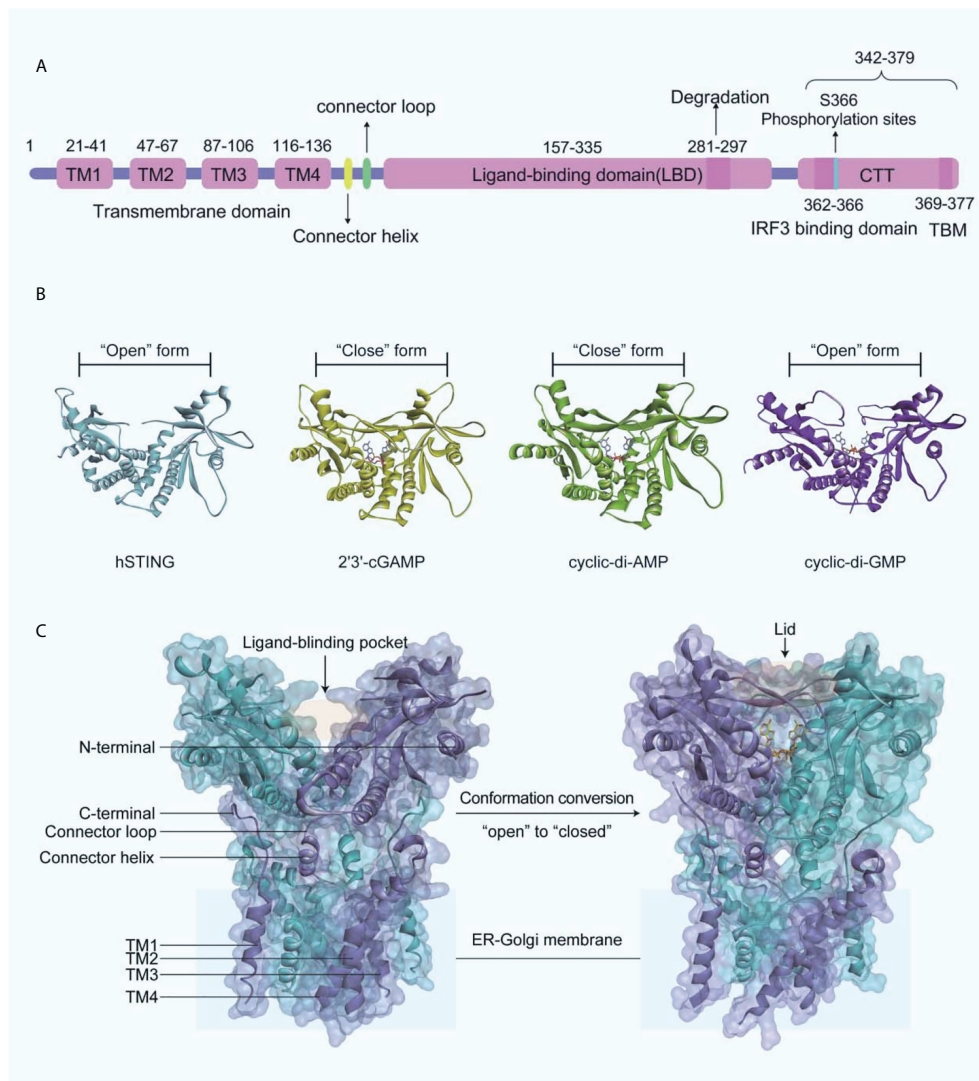 A
342-379
Degradation
S366
Phosphorylation sites
connector loop
1
21-41
47-67
87-106
116-136
157-335
281-297
TM1
TM2
TM3
TM4
Ligand-binding domain(LBD)
CTT
362-366
369-377
Transmembrane domain
Connector helix
IRF3 binding domain
TBM
B
“Open” form
“Close” form
“Close” form
“Open” form
hSTING
2'3'-cGAMP
cyclic-di-AMP
cyclic-di-GMP
C
Ligand-blinding pocket
Lid
N-terminal
C-terminal
Connector loop
Connector helix
Conformation conversion
“open” to “closed”
ER-Golgi membrane
TM1
TM2
TM3
TM4